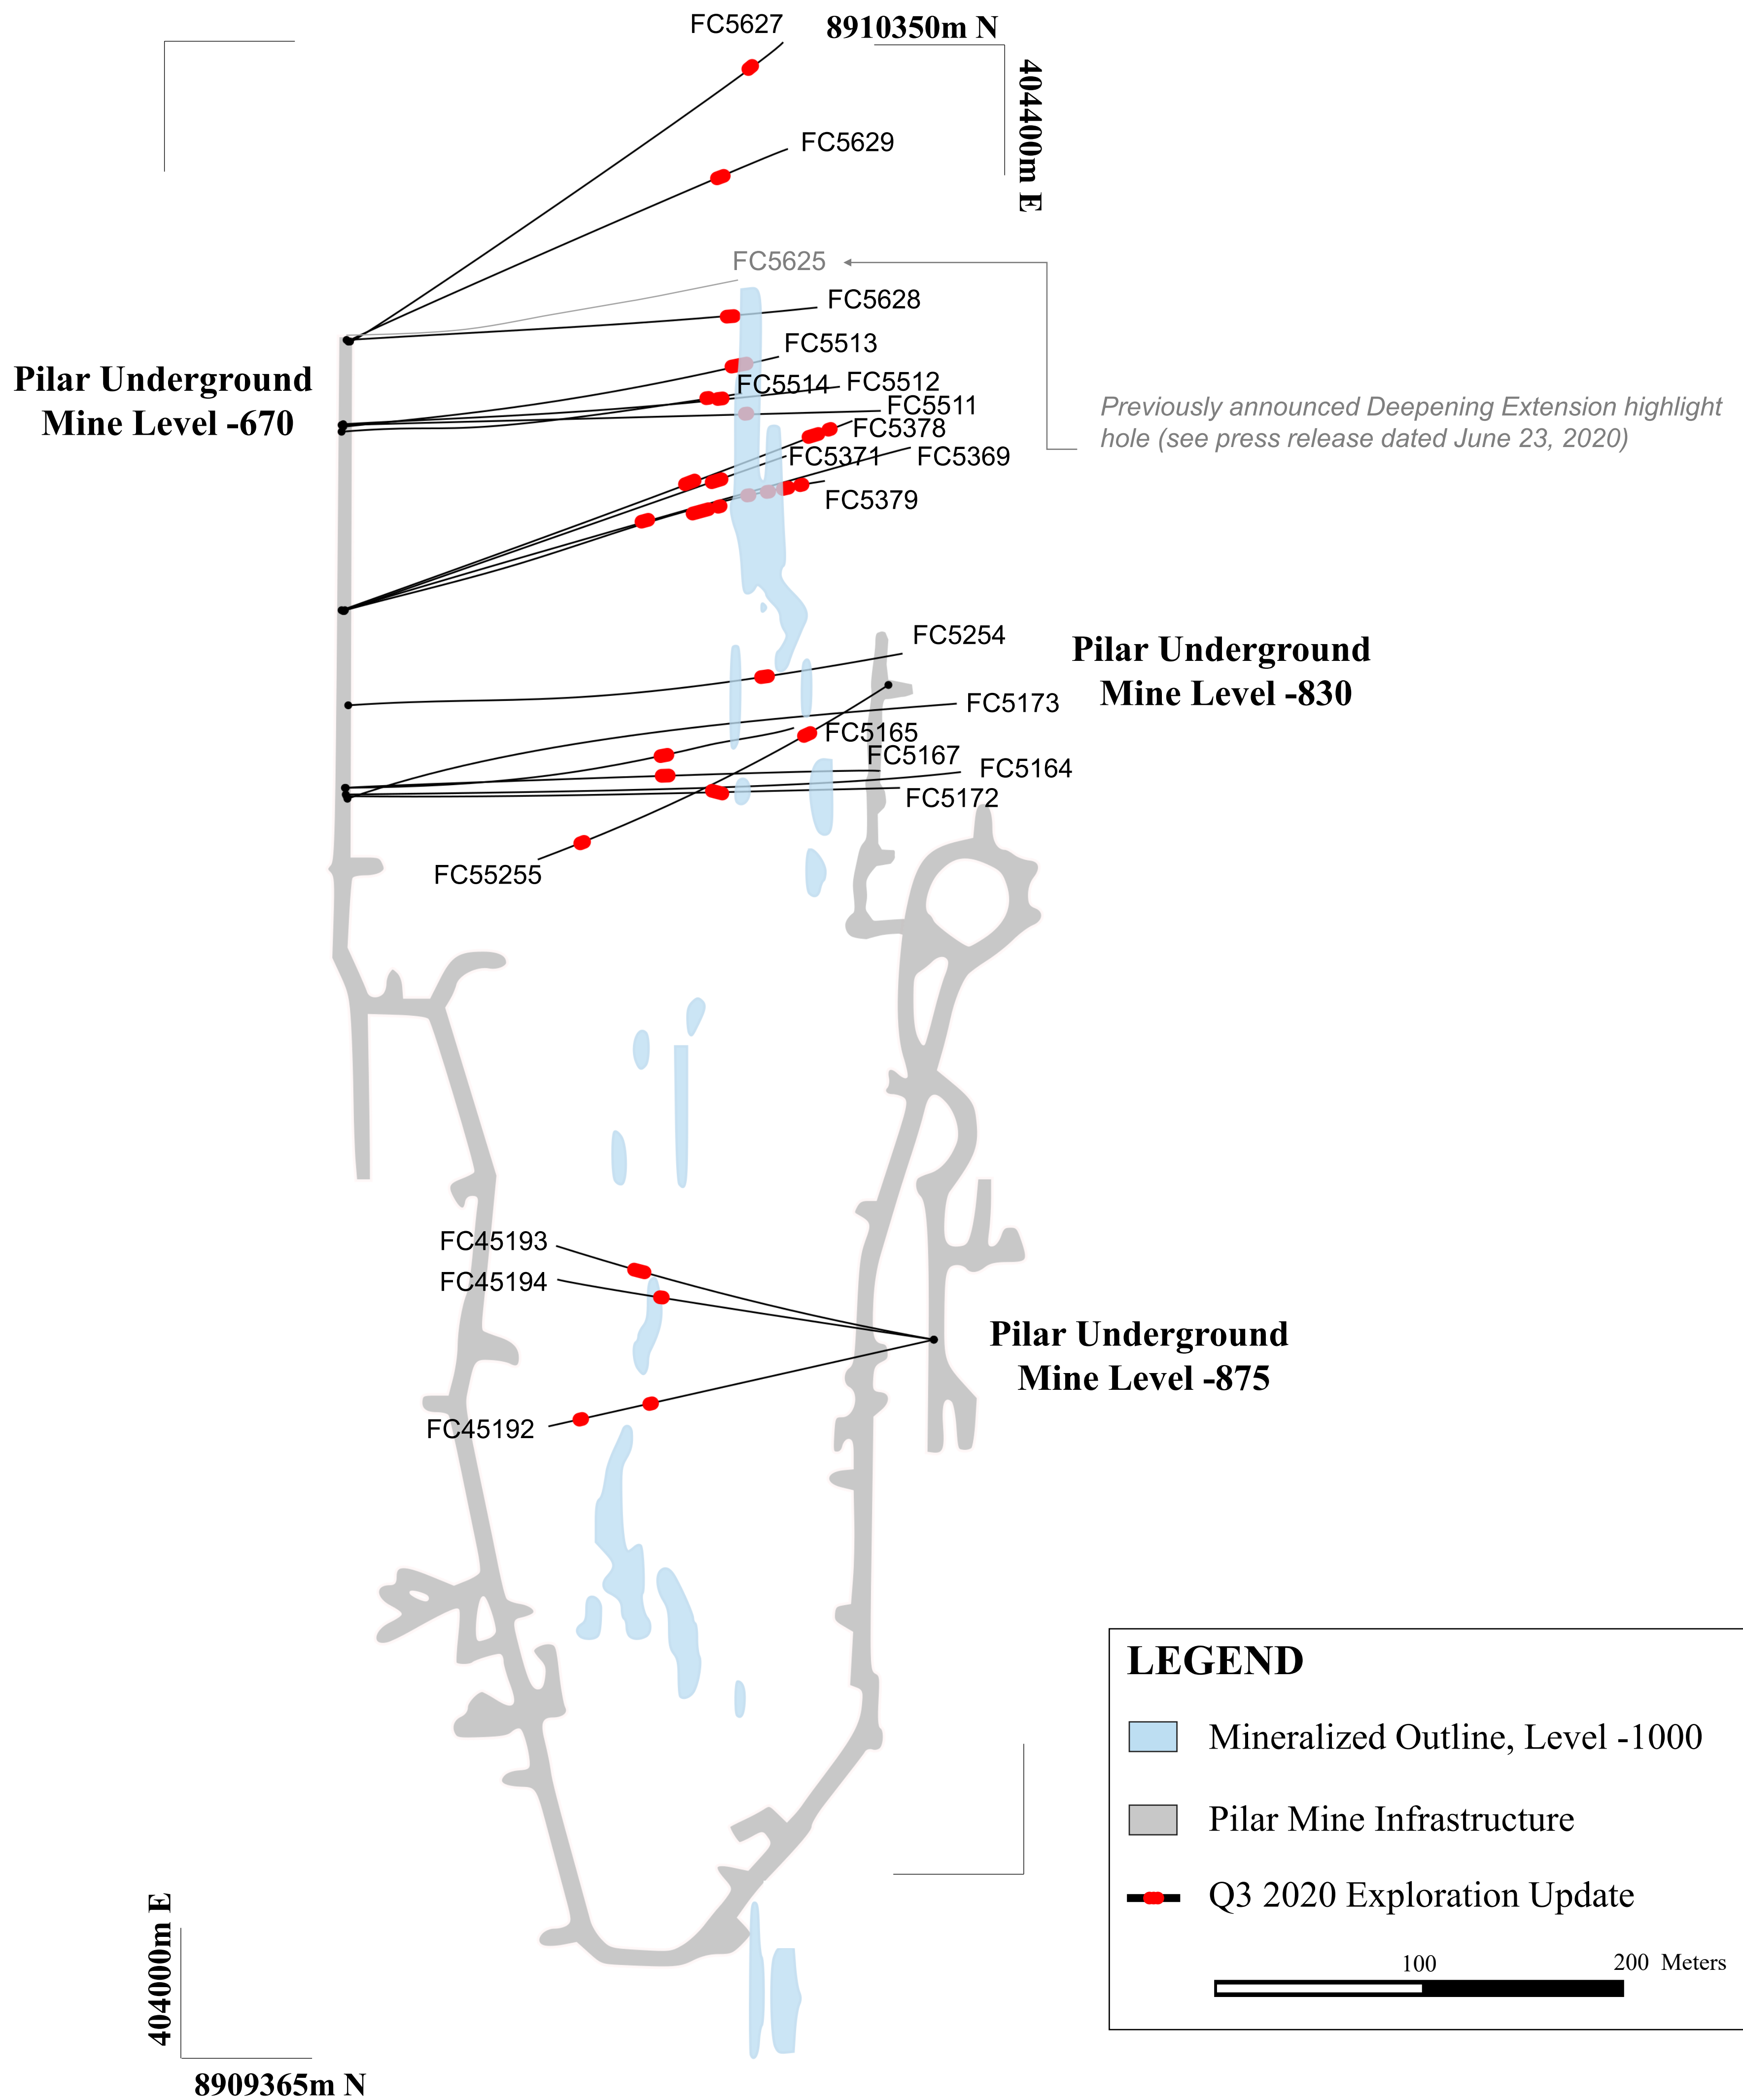 FC5627
8910350m N
404400m E
FC5629
FC5625
FC5628
FC5513
Pilar Underground
Mine Level -670
FC5514
FC5512
FC5511
Previously announced Deepening Extension highlight
hole (see press release dated June 23, 2020)
FC5378
FC5371
FC5369
FC5379
FC5254
Pilar Underground
Mine Level -830
FC5173
FC5165
FC5167
FC5164
FC5172
FC55255
FC45193
FC45194
Pilar Underground
Mine Level -875
FC45192
LEGEND
Mineralized Outline, Level -1000
Pilar Mine Infrastructure
Q3 2020 Exploration Update
100
200 Meters
404000m E
8909365m N